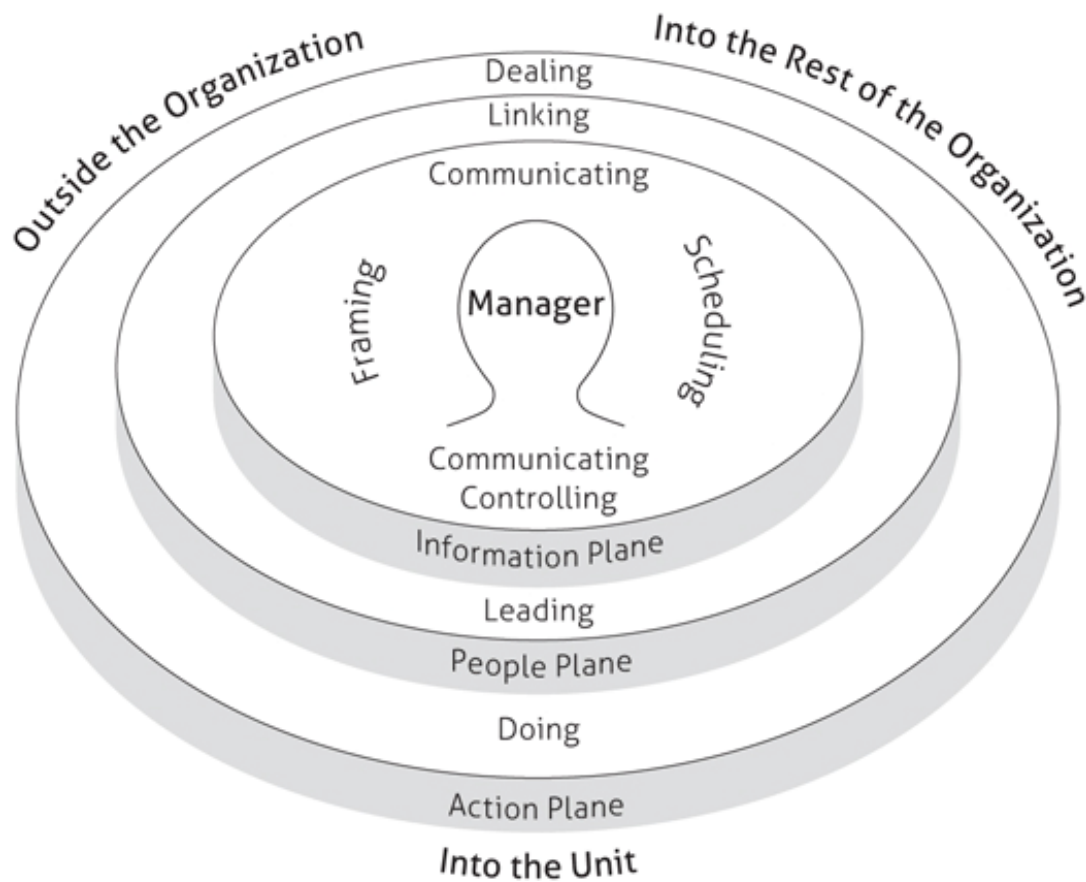 Outside the Organization
Into the Rest of the Organization
Dealing
Linking
Communicating
Framing
Manager
Scheduling
Communicating
Controlling
Information Plane
Leading
People Plane
Doing
Action Plane
Into the Unit